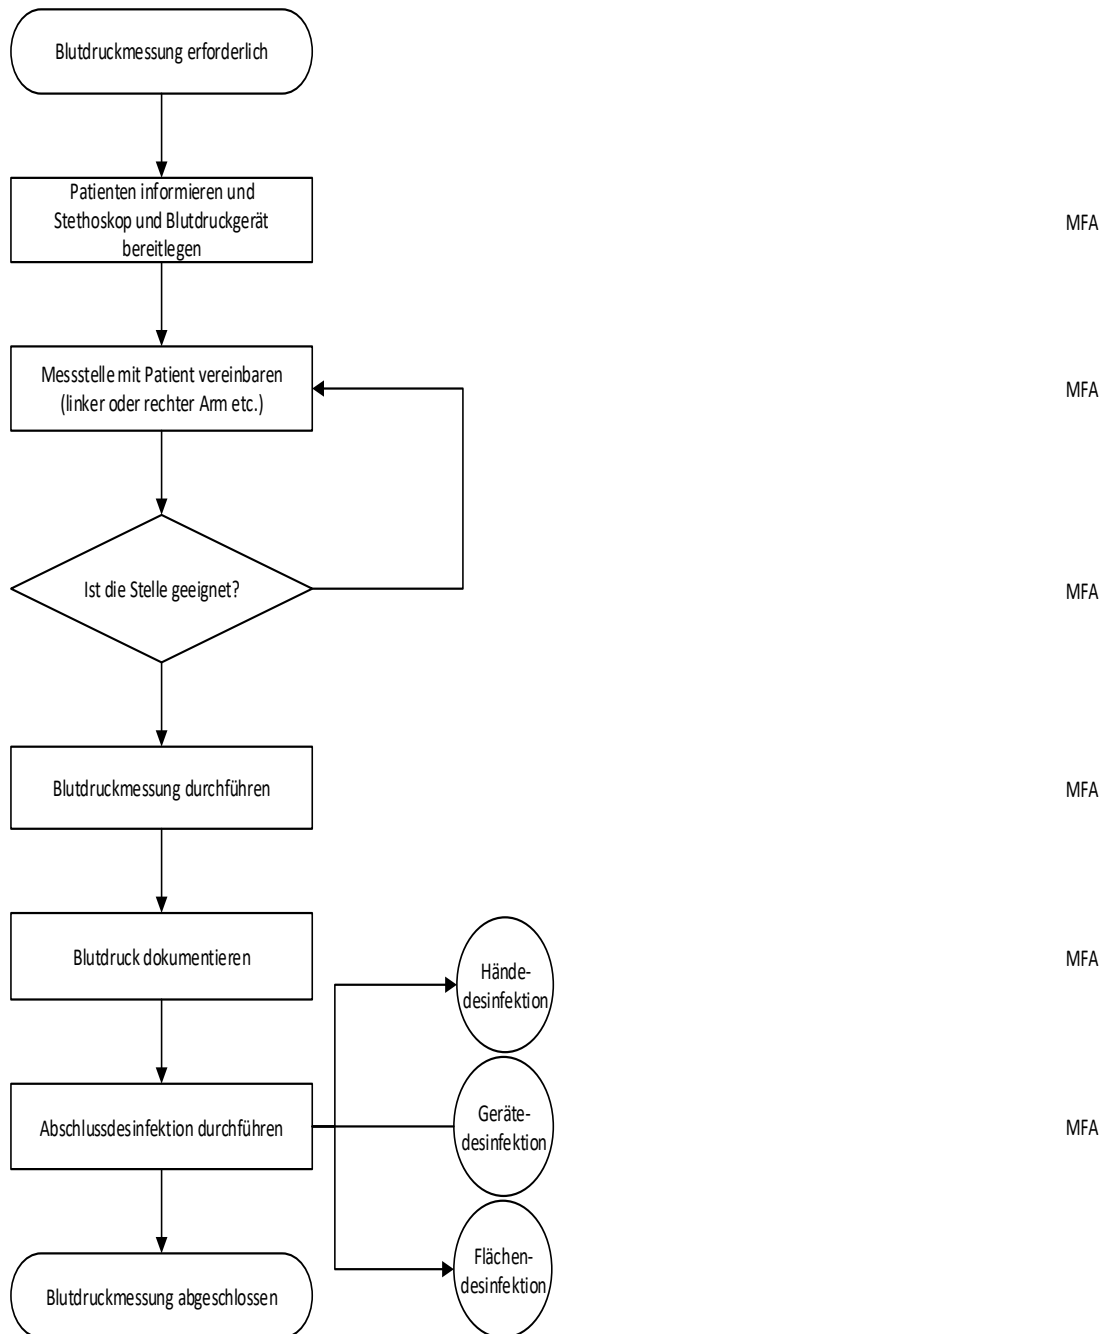 Blutdruckmessung erforderlich
Patienten informieren und
Stethoskop und Blutdruckgerät
bereitlegen
MFA
Messstelle mit Patient vereinbaren
(linker oder rechter Arm etc.)
MFA
Ist die Stelle geeignet?
MFA
Blutdruckmessung durchführen
MFA
Blutdruck dokumentieren
MFA
Hände-
desinfektion
Abschlussdesinfektion durchführen
Geräte-
desinfektion
MFA
Flächen-
desinfektion
Blutdruckmessung abgeschlossen